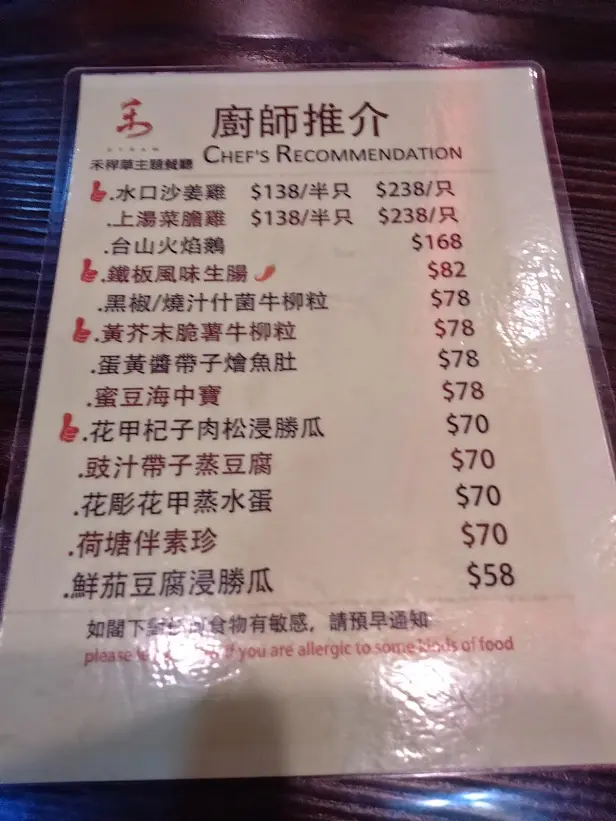 廚師推介
禾稈草主題餐廳 CHEF'S RECOMMENDATION
.水口沙姜雞 $138/半只 $238/只
.上湯菜膽雞 $138/半只 $238/只
.台山火焰鵝 $168
.鐵板風味生腸 $82
.黑椒/燒汁什菌牛柳粒 $78
.黃芥末脆薯牛柳粒 $78
.蛋黃醬帶子燴魚肚 $78
.蜜豆海中寶 $78
.花甲杞子肉松浸勝瓜 $70
.豉汁帶子蒸豆腐 $70
.花彫花甲蒸水蛋 $70
.荷塘伴素珍 $70
.鮮茄豆腐浸勝瓜 $58
如閣下 食物有敏感，請預早通知
please if you are allergic to some kinds of food